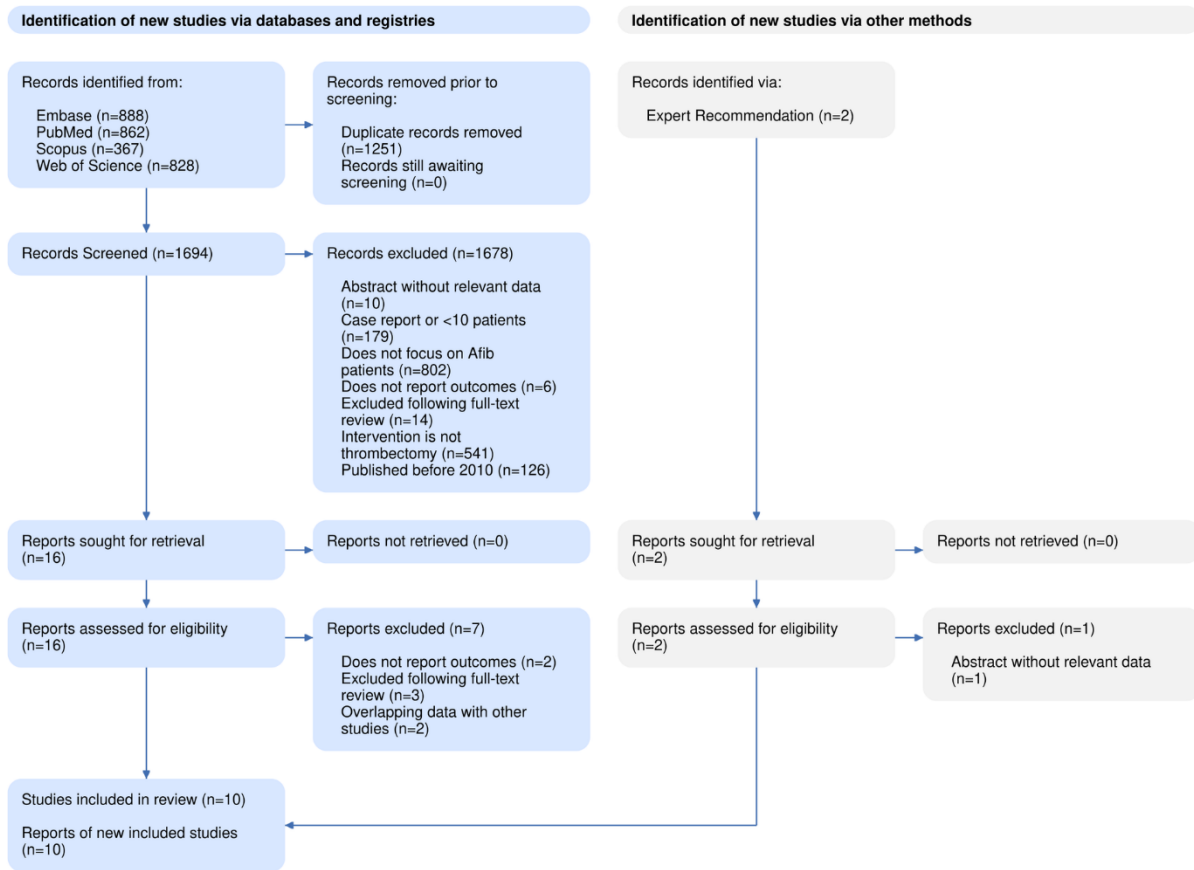 Identification of new studies via databases and registries
Identification of new studies via other methods
Records identified from:
Embase (n=888)
PubMed (n=862)
Scopus (n=367)
Web of Science (n=828)
Records removed prior to
screening:
Duplicate records removed
(n=1251)
Records still awaiting
screening (n=0)
Records identified via:
Expert Recommendation (n=2)
Records Screened (n=1694)
Records excluded (n=1678)
Abstract without relevant data
(n=10)
Case report or <10 patients
(n=179)
Does not focus on Afib
patients (n=802)
Does not report outcomes (n=6)
Excluded following full-text
review (n=14)
Intervention is not
thrombectomy (n=541)
Published before 2010 (n=126)
Reports sought for retrieval
(n=16)
Reports not retrieved (n=0)
Reports sought for retrieval
(n=2)
Reports not retrieved (n=0)
Reports assessed for eligibility
(n=16)
Reports excluded (n=7)
Does not report outcomes (n=2)
Excluded following full-text
review (n=3)
Overlapping data with other
studies (n=2)
Reports assessed for eligibility
(n=2)
Reports excluded (n=1)
Abstract without relevant data
(n=1)
Studies included in review (n=10)
Reports of new included studies
(n=10)